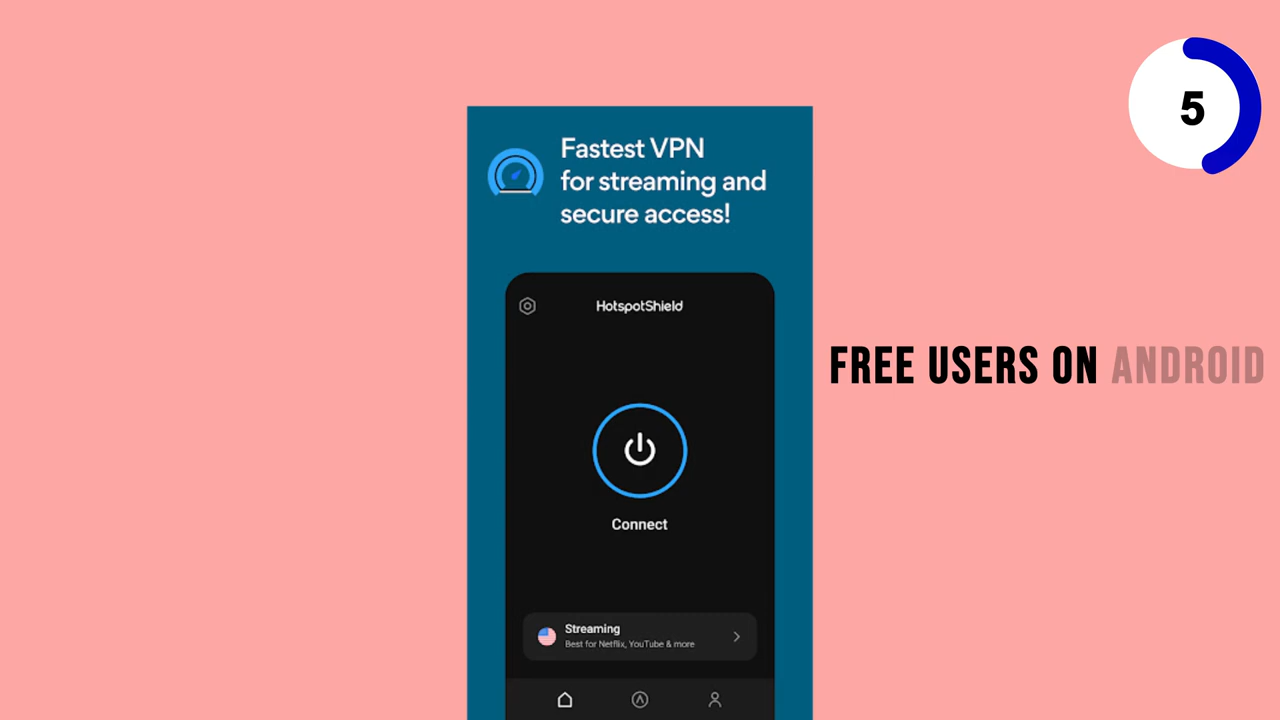 5
Fastest VPN
for streaming and
secure access!
HotspotShield
FREE USERS ON ANDROID
Connect
Streaming
Best for Netflix, YouTube & more